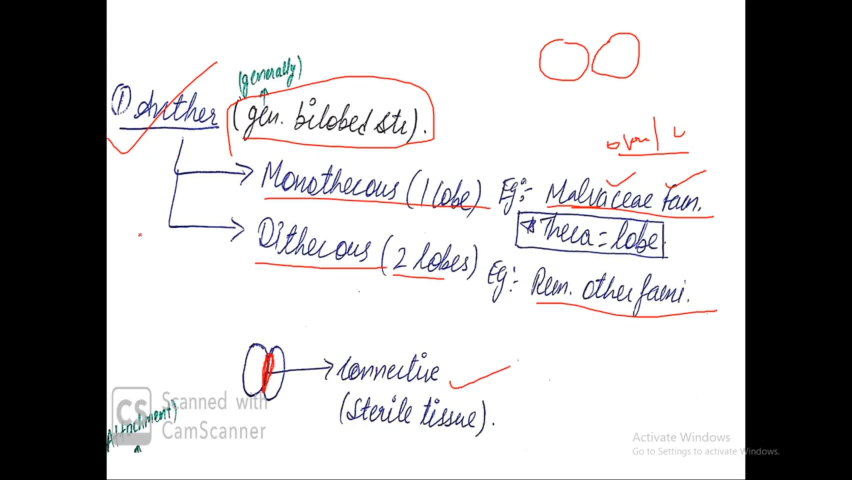 (generally)
① Anther (gen. bilobed str).
Monothecous (1 lobe) Eg:- Malvaceae Fam.
* Theca = lobe
Dithecous (2 lobes) Eg:- Rem. other fami.
Connective
(sterile tissue).
CS Scanned with
CamScanner
Attachment)
Activate Windows
Go to Settings to activate Windows.